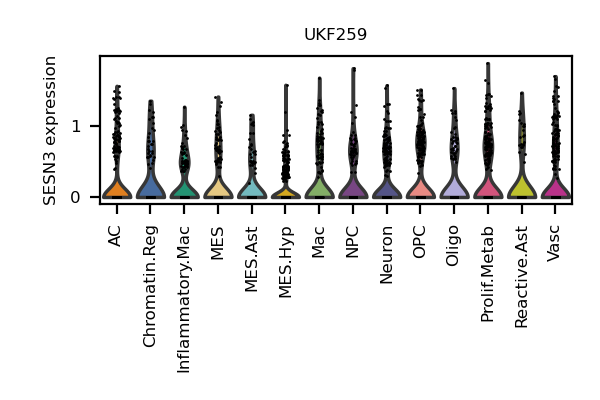 UKF259
SESN3 expression
1
0
AC
Chromatin.Reg
Inflammatory.Mac
MES
MES.Ast
MES.Hyp
Mac
NPC
Neuron
OPC
Oligo
Prolif.Metab
Reactive.Ast
Vasc